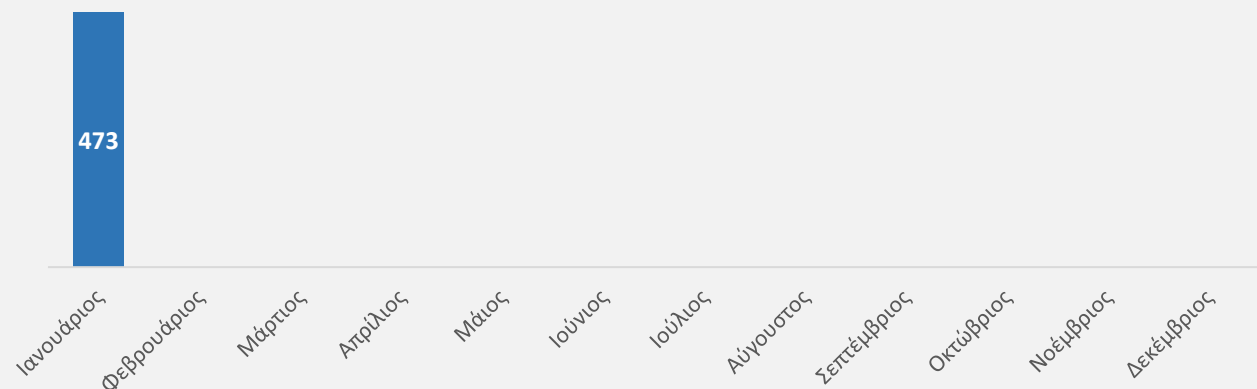 473
Ιανουάριος
Φεβρουάριος
Μάρτιος
Απρίλιος
Μάιος
Ιούνιος
Ιούλιος
Αύγουστος
Σεπτέμβριος
Οκτώβριος
Νοέμβριος
Δεκέμβριος